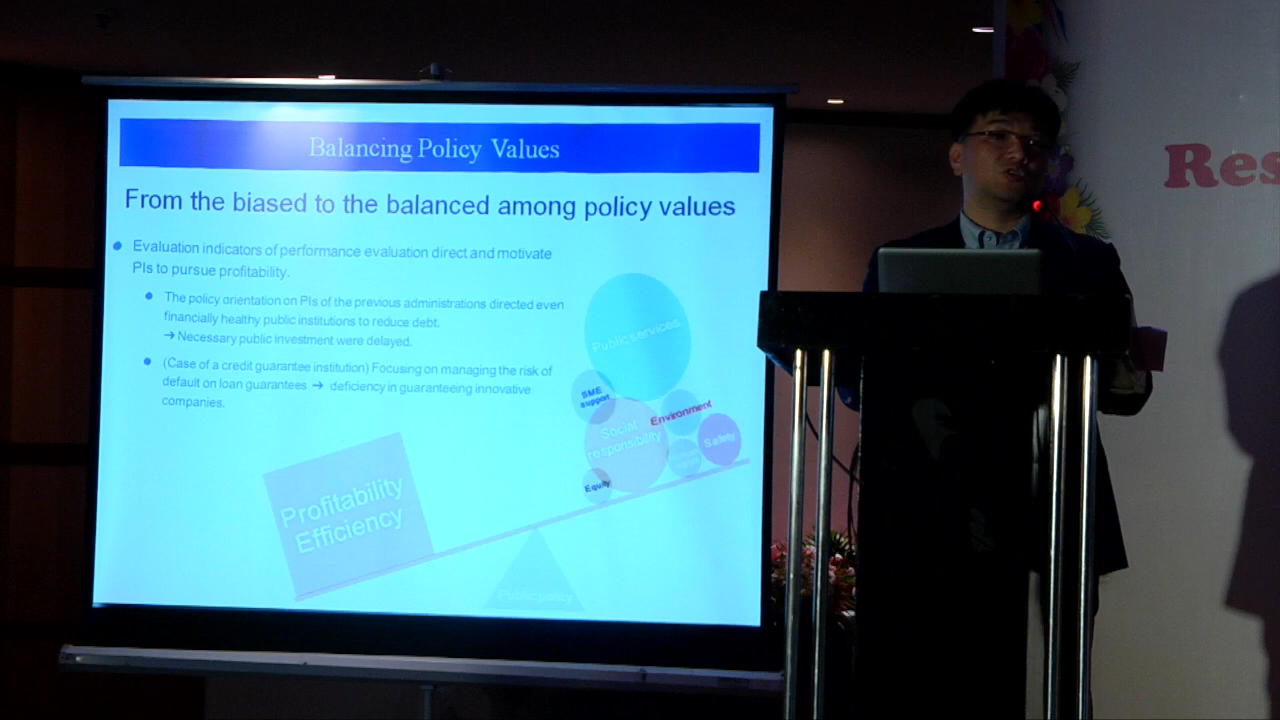 Balancing Policy Values
From the biased to the balanced among policy values
Evaluation indicators of performance evaluation direct and motivate
PIs to pursue profitability.
The policy orientation on PIs of the previous administrations directed even
financially healthy public institutions to reduce debt.
→ Necessary public investment were delayed.
(Case of a credit guarantee institution) Focusing on managing the risk of
default on loan guarantees → deficiency in guaranteeing innovative
companies.
Public services
SME
support
Environment
Social
responsibility
Safety
Equity
Profitability
Efficiency
Public policy
Res